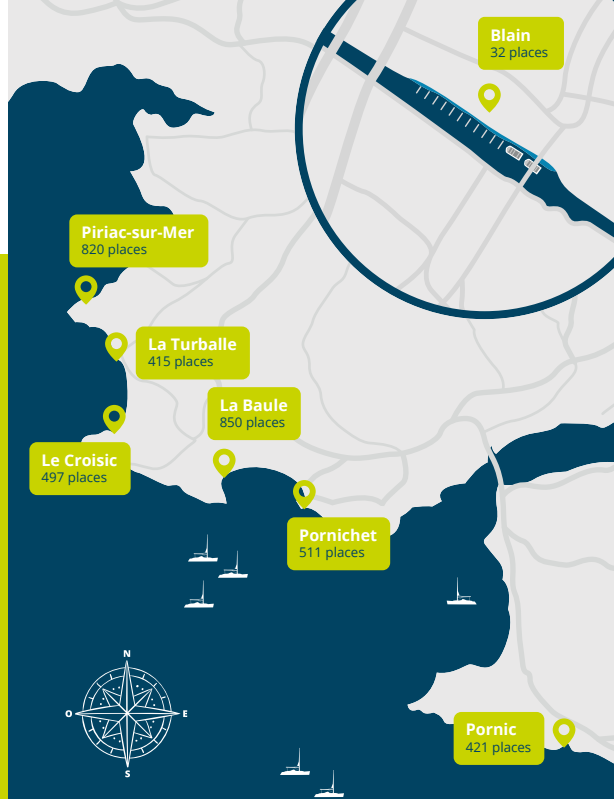 Blain
32 places
Piriac-sur-Mer
820 places
La Turballe
415 places
La Baule
850 places
Le Croisic
497 places
Pornichet
511 places
N
O
E
S
Pornic
421 places